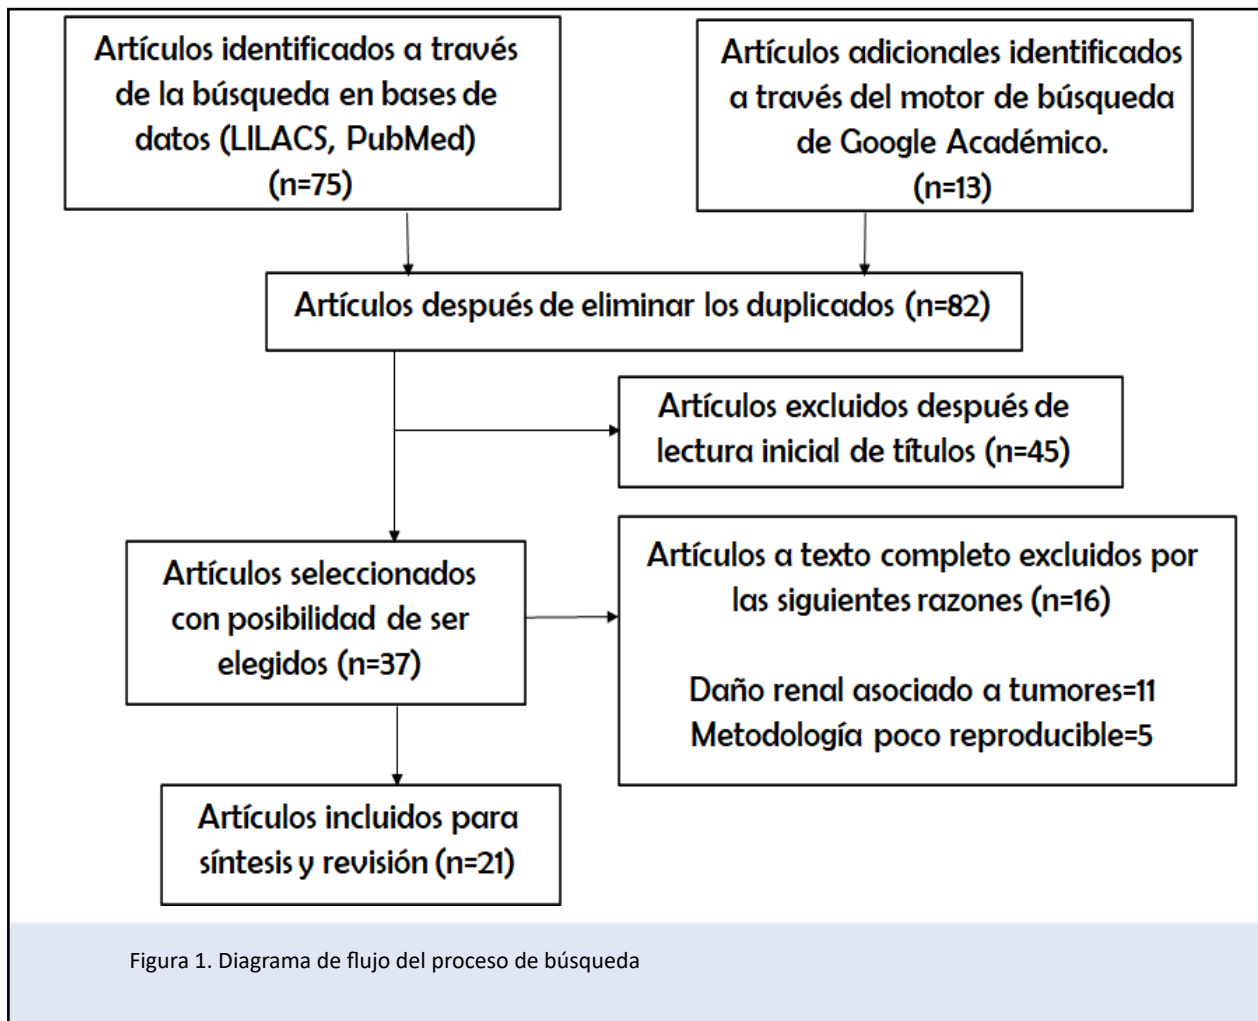 Artículos identificados a través
de la búsqueda en bases de
datos (LILACS, PubMed)
(n=75)
Artículos adicionales identificados
a través del motor de búsqueda
de Google Académico.
(n=13)
Artículos después de eliminar los duplicados (n=82)
Artículos excluidos después de
lectura inicial de títulos (n=45)
Artículos seleccionados
con posibilidad de ser
elegidos (n=37)
Artículos a texto completo excluidos por
las siguientes razones (n=16)
Daño renal asociado a tumores=11
Metodología poco reproducible=5
Artículos incluidos para
síntesis y revisión (n=21)
Figura 1. Diagrama de flujo del proceso de búsqueda